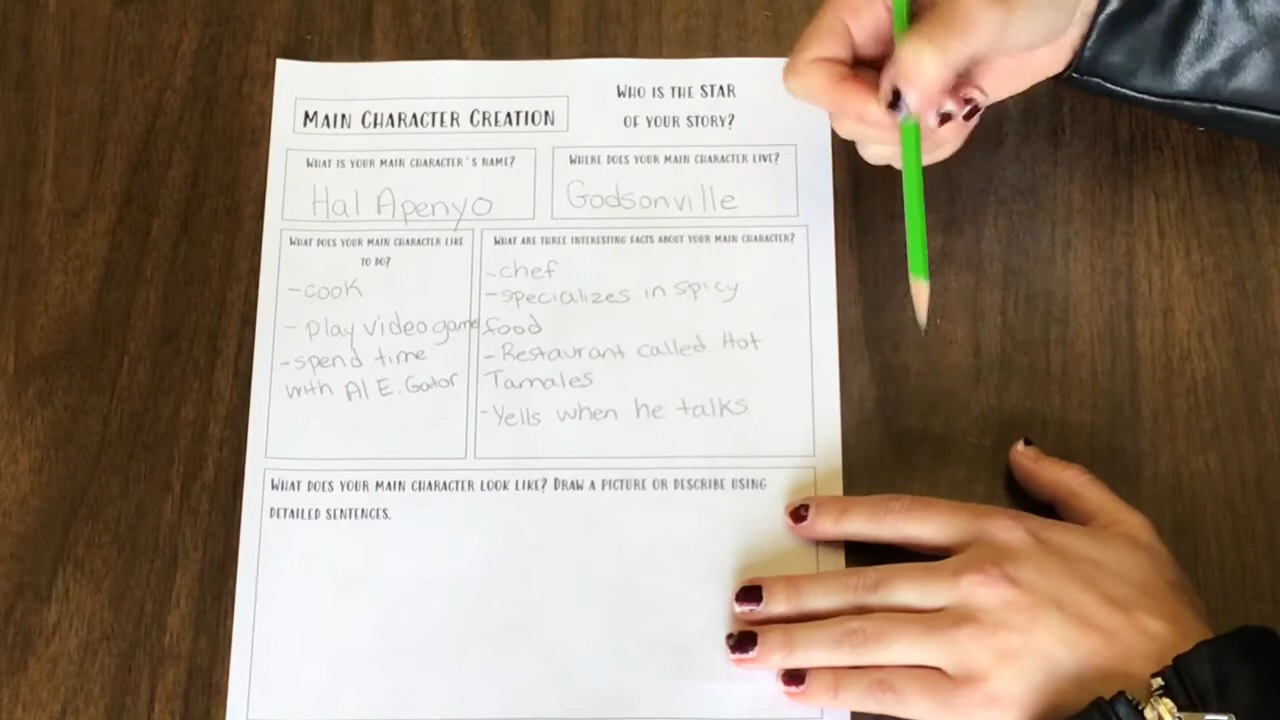 MAIN CHARACTER CREATION
WHO IS THE STAR
OF YOUR STORY?
WHAT IS YOUR MAIN CHARACTER'S NAME?
Hal Apenyo
WHERE DOES YOUR MAIN CHARACTER LIVE?
Godsonville
WHAT DOES YOUR MAIN CHARACTER LIKE
TO DO?
-cook
- play video game
-spend time
with Al E. Gator
WHAT ARE THREE INTERESTING FACTS ABOUT YOUR MAIN CHARACTER?
-chef
-specializes in spicy
food
-Restaurant called Hot
Tamales
-Yells when he talks
WHAT DOES YOUR MAIN CHARACTER LOOK LIKE? DRAW A PICTURE OR DESCRIBE USING
DETAILED SENTENCES.